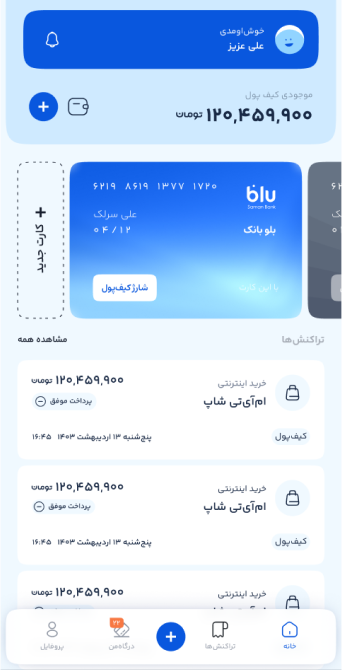 خوش‌اومدی
علی عزیز
موجودی کیف پول
۱۲۰,۴۵۹,۹۰۰ تومان
blu
Saman Bank
بلو بانک
۶۲۱۹ ۸۶۱۹ ۱۳۷۷ ۱۷۲۰
علی سرلک
۰۴/۱۲
با این کارت
شارژ کیف‌پول
+ کارت جدید
تراکنش‌ها
مشاهده همه
خرید اینترنتی
ام‌آی‌تی شاپ
۱۲۰,۴۵۹,۹۰۰ تومان
پرداخت موفق
کیف‌پول
پنج‌شنبه ۱۳ اردیبهشت ۱۴۰۳ ۱۶:۴۵
خرید اینترنتی
ام‌آی‌تی شاپ
۱۲۰,۴۵۹,۹۰۰ تومان
پرداخت موفق
کیف‌پول
پنج‌شنبه ۱۳ اردیبهشت ۱۴۰۳ ۱۶:۴۵
خرید اینترنتی
۱۲۰,۴۵۹,۹۰۰ تومان
خانه
تراکنش‌ها
۲۲
درگاه‌من
پروفایل